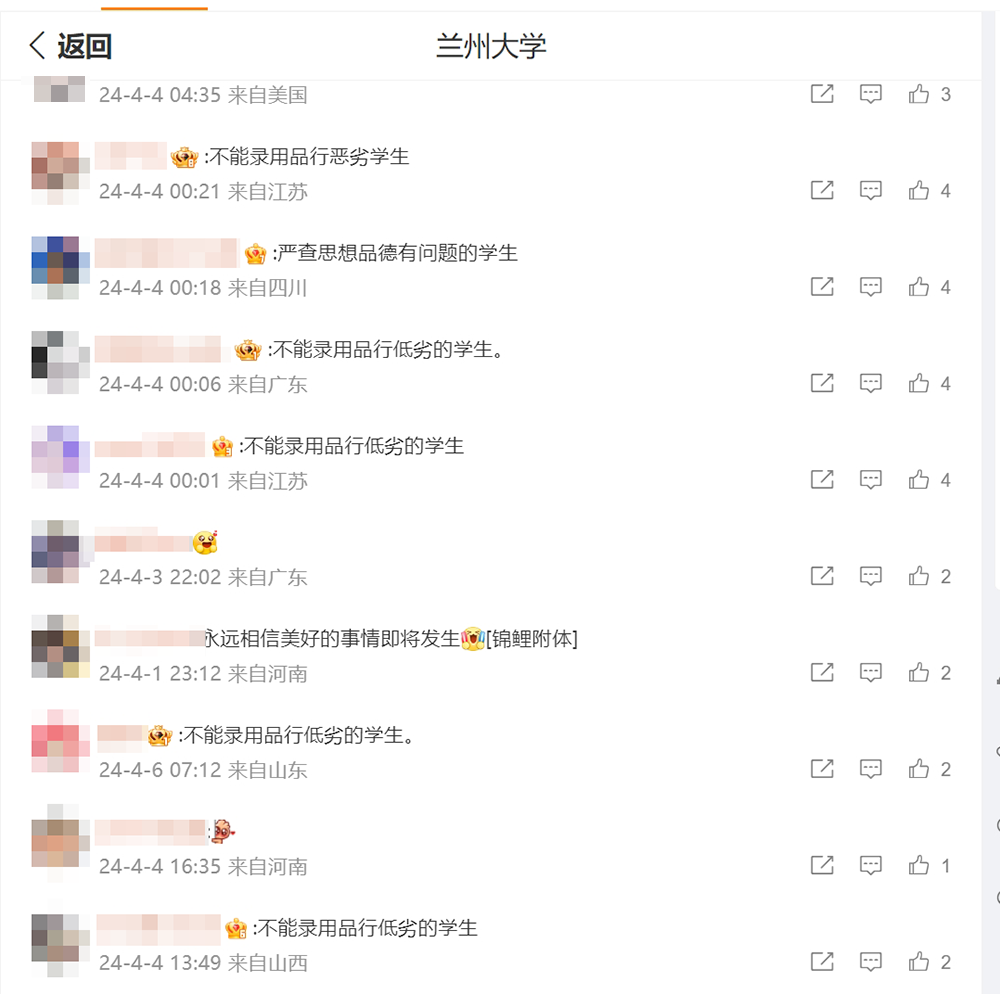 返回
兰州大学
24-4-4 04:35 来自美国
3
:不能录用品行恶劣学生
24-4-4 00:21 来自江苏
4
:严查思想品德有问题的学生
24-4-4 00:18 来自四川
4
:不能录用品行低劣的学生。
24-4-4 00:06 来自广东
4
:不能录用品行低劣的学生
24-4-4 00:01 来自江苏
4
24-4-3 22:02 来自广东
2
永远相信美好的事情即将发生[锦鲤附体]
24-4-1 23:12 来自河南
2
:不能录用品行低劣的学生。
24-4-6 07:12 来自山东
2
:
24-4-4 16:35 来自河南
1
:不能录用品行低劣的学生
24-4-4 13:49 来自山西
2